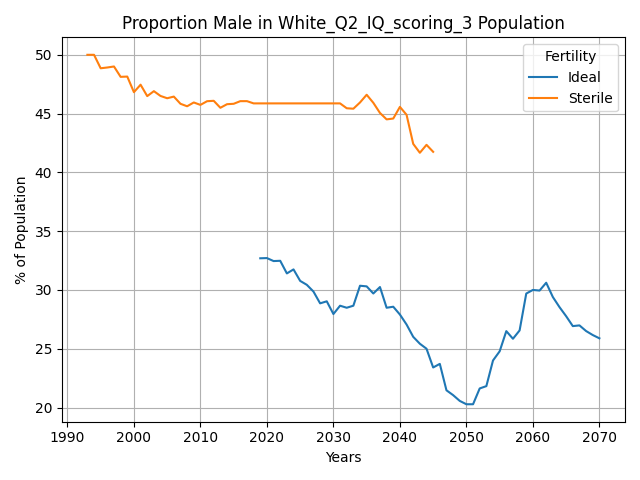 Proportion Male in White_Q2_IQ_scoring_3 Population
Fertility
Ideal
Sterile
% of Population
50
45
40
35
30
25
20
1990 2000 2010 2020 2030 2040 2050 2060 2070
Years